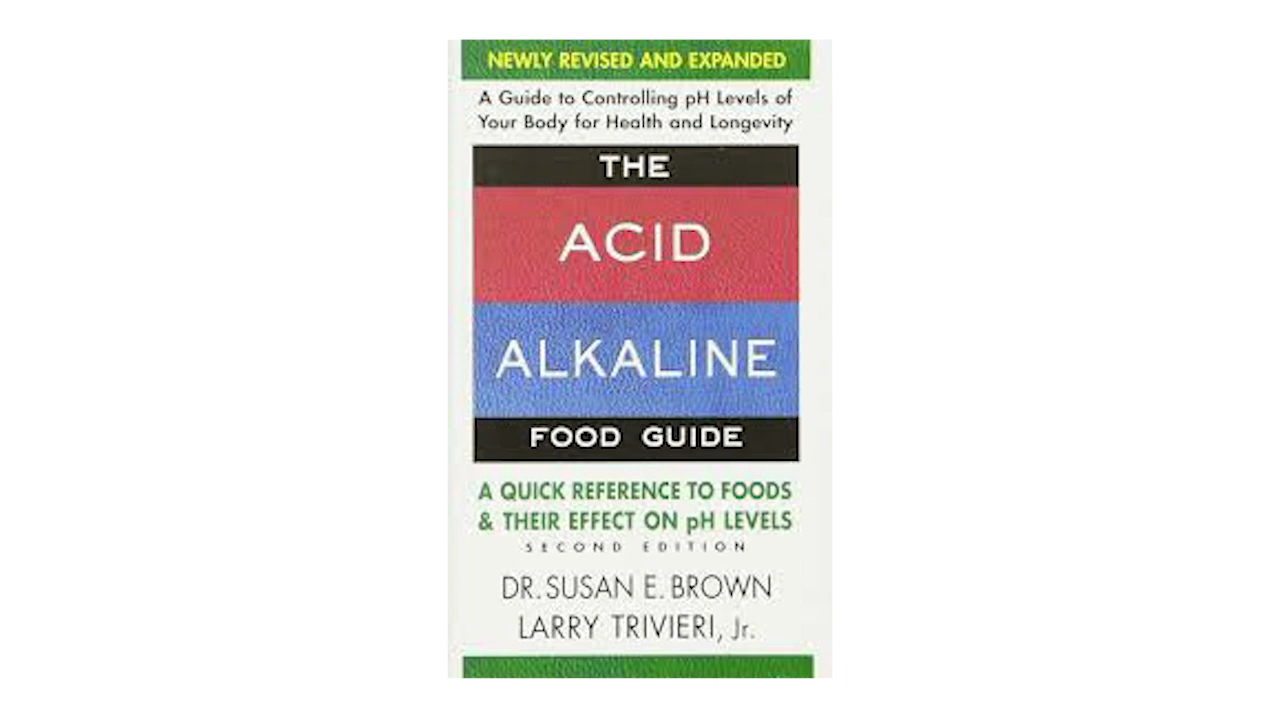 NEWLY REVISED AND EXPANDED
A Guide to Controlling pH Levels of
Your Body for Health and Longevity
THE
ACID
ALKALINE
FOOD GUIDE
A QUICK REFERENCE TO FOODS
& THEIR EFFECT ON pH LEVELS
SECOND EDITION
DR. SUSAN E. BROWN
LARRY TRIVIERI, Jr.